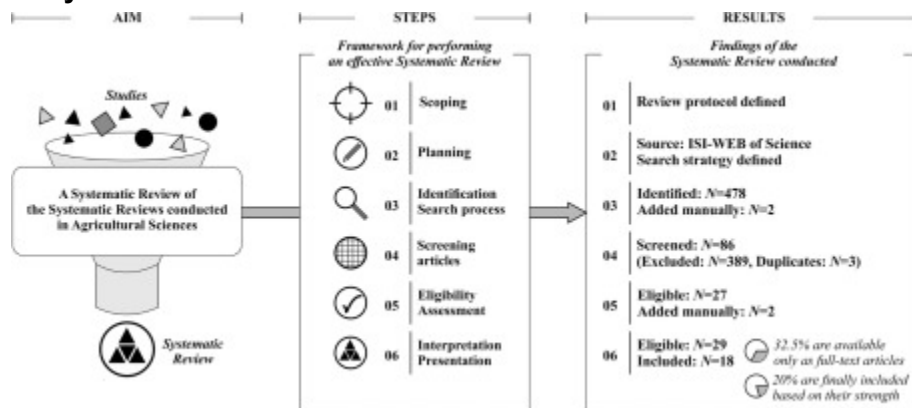 AIM
STEPS
RESULTS
Studies
A Systematic Review of
the Systematic Reviews conducted
in Agricultural Sciences
Systematic
Review
Framework for performing
an effective Systematic Review
01 Scoping
02 Planning
03 Identification
Search process
04 Screening
articles
05 Eligibility
Assessment
06 Interpretation
Presentation
Findings of the
Systematic Review conducted
01 Review protocol defined
02 Source: ISI-WEB of Science
Search strategy defined
03 Identified: N=478
Added manually: N=2
04 Screened: N=86
(Excluded: N=389, Duplicates: N=3)
05 Eligible: N=27
Added manually: N=2
06 Eligible: N=29
Included: N=18
32.5% are available
only as full-text articles
20% are finally included
based on their strength